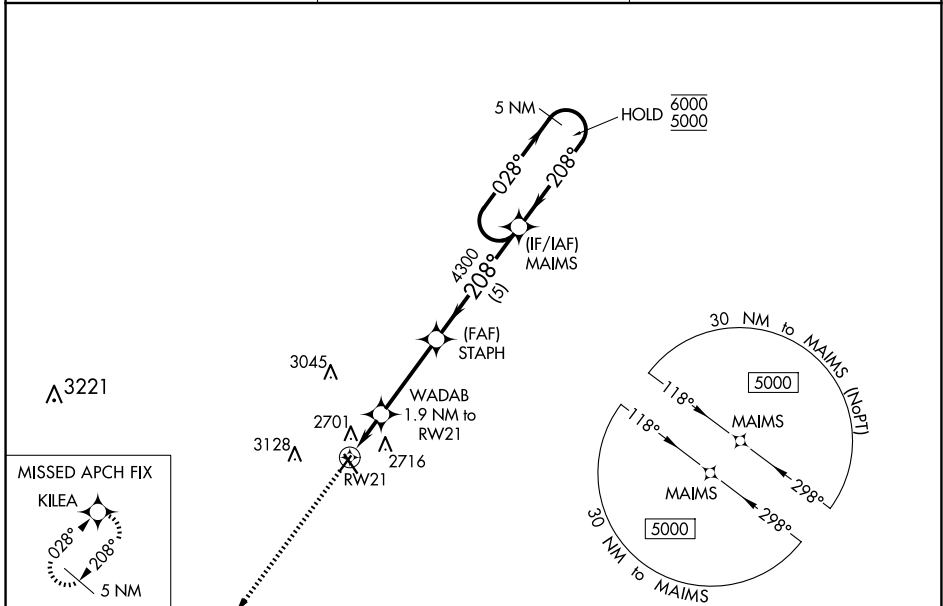 5 NM
HOLD 6000
5000
028°
208°
(IF/IAF)
MAIMS
4300
208°
(5)
(FAF)
STAPH
3045
3221
WADAB
1.9 NM to
RW21
2701
3128
2716
RW21
MISSED APCH FIX
KILEA
028°
208°
5 NM
30 NM to MAIMS (NoPT)
5000
118°
MAIMS
298°
118°
MAIMS
298°
5000
30 NM to MAIMS